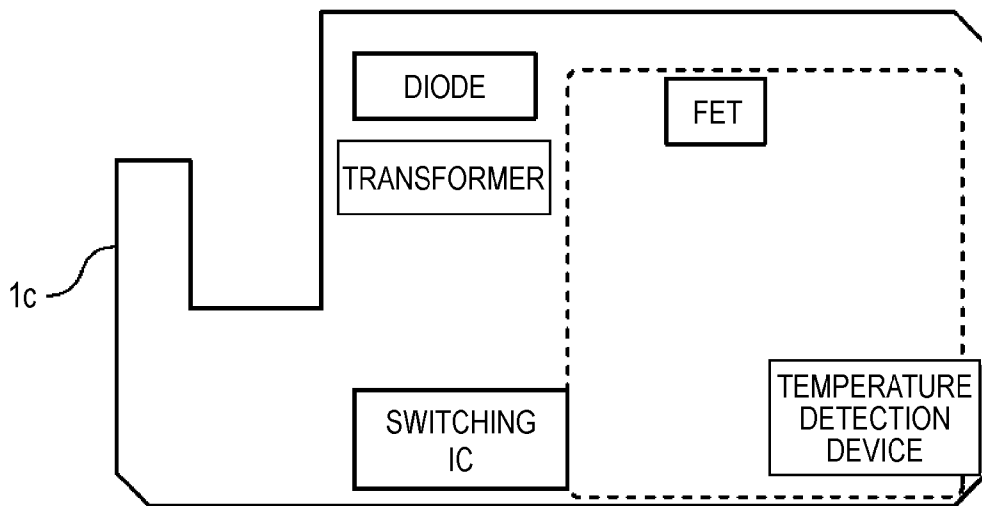 DIODE
FET
TRANSFORMER
1c
TEMPERATURE
DETECTION
DEVICE
SWITCHING
IC